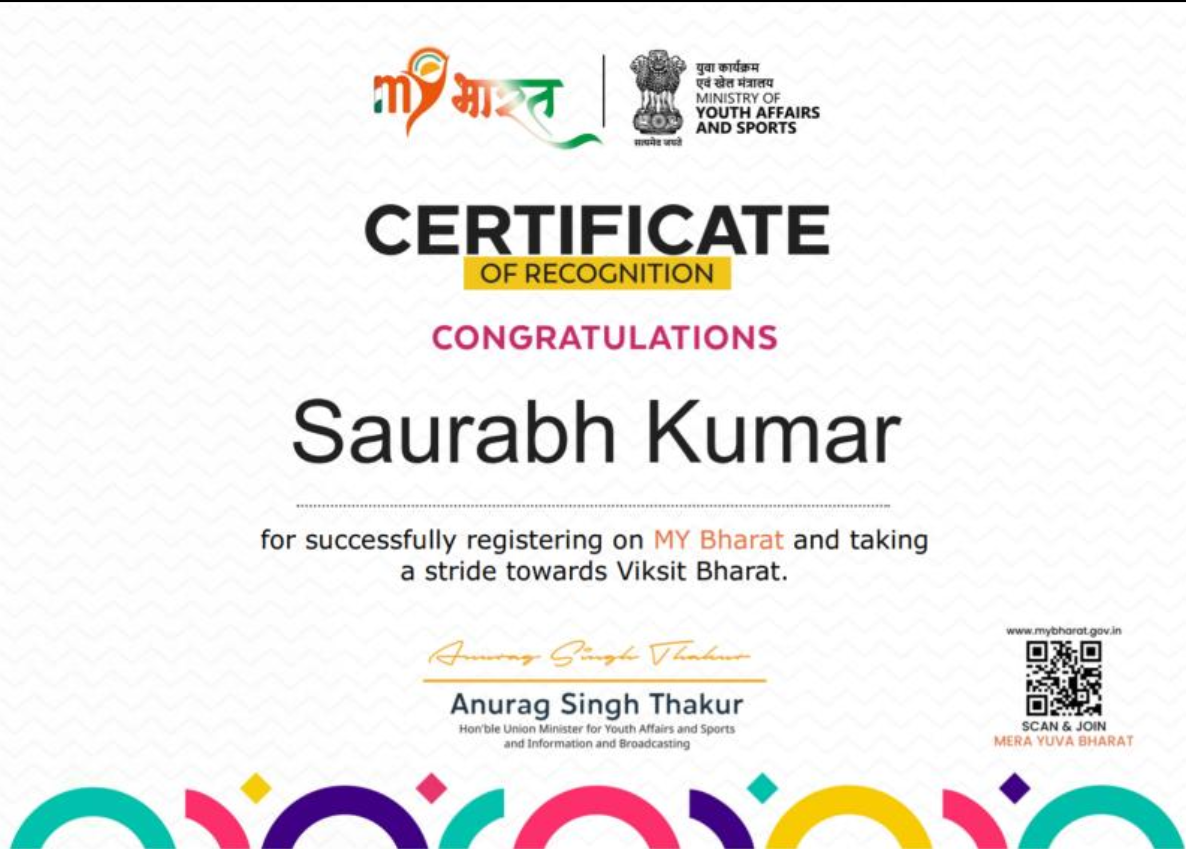 my भारत
युवा कार्यक्रम
एवं खेल मंत्रालय
MINISTRY OF
YOUTH AFFAIRS
AND SPORTS
सत्यमेव जयते
CERTIFICATE
OF RECOGNITION
CONGRATULATIONS
Saurabh Kumar
for successfully registering on MY Bharat and taking
a stride towards Viksit Bharat.
Anurag Singh Thakur
Anurag Singh Thakur
Hon'ble Union Minister for Youth Affairs and Sports
and Information and Broadcasting
www.mybharat.gov.in
SCAN & JOIN
MERA YUVA BHARAT